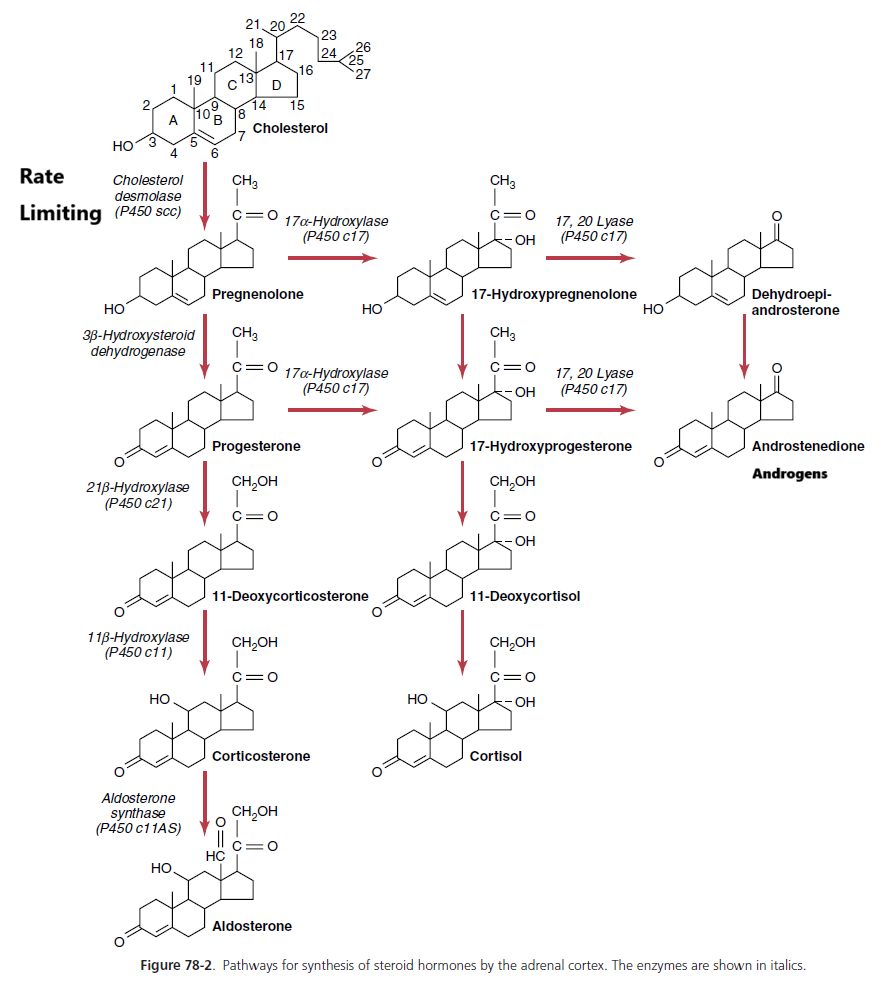 21 20 22
18 23
12 17 24 26
11 25
19 C 13 D 16 27
1
2 9 14 15
A 10 B 8
Cholesterol
HO 3 5 7
4 6
Rate
Limiting
Cholesterol
desmolase
(P450 scc)
CH3
C=O
17α-Hydroxylase
(P450 c17)
CH3
C=O
OH
17, 20 Lyase
(P450 c17)
O
HO
Pregnenolone
HO
17-Hydroxypregnenolone
HO
Dehydroepi-
androsterone
3β-Hydroxysteroid
dehydrogenase
CH3
C=O
17α-Hydroxylase
(P450 c17)
CH3
C=O
OH
17, 20 Lyase
(P450 c17)
O
O
Progesterone
O
17-Hydroxyprogesterone
O
Androstenedione
Androgens
21β-Hydroxylase
(P450 c21)
CH2OH
C=O
CH2OH
C=O
OH
O
11-Deoxycorticosterone
O
11-Deoxycortisol
11β-Hydroxylase
(P450 c11)
CH2OH
C=O
HO
CH2OH
C=O
HO
OH
O
Corticosterone
O
Cortisol
Aldosterone
synthase
(P450 c11AS)
CH2OH
O
HC C=O
HO
O
Aldosterone
Figure 78-2. Pathways for synthesis of steroid hormones by the adrenal cortex. The enzymes are shown in italics.